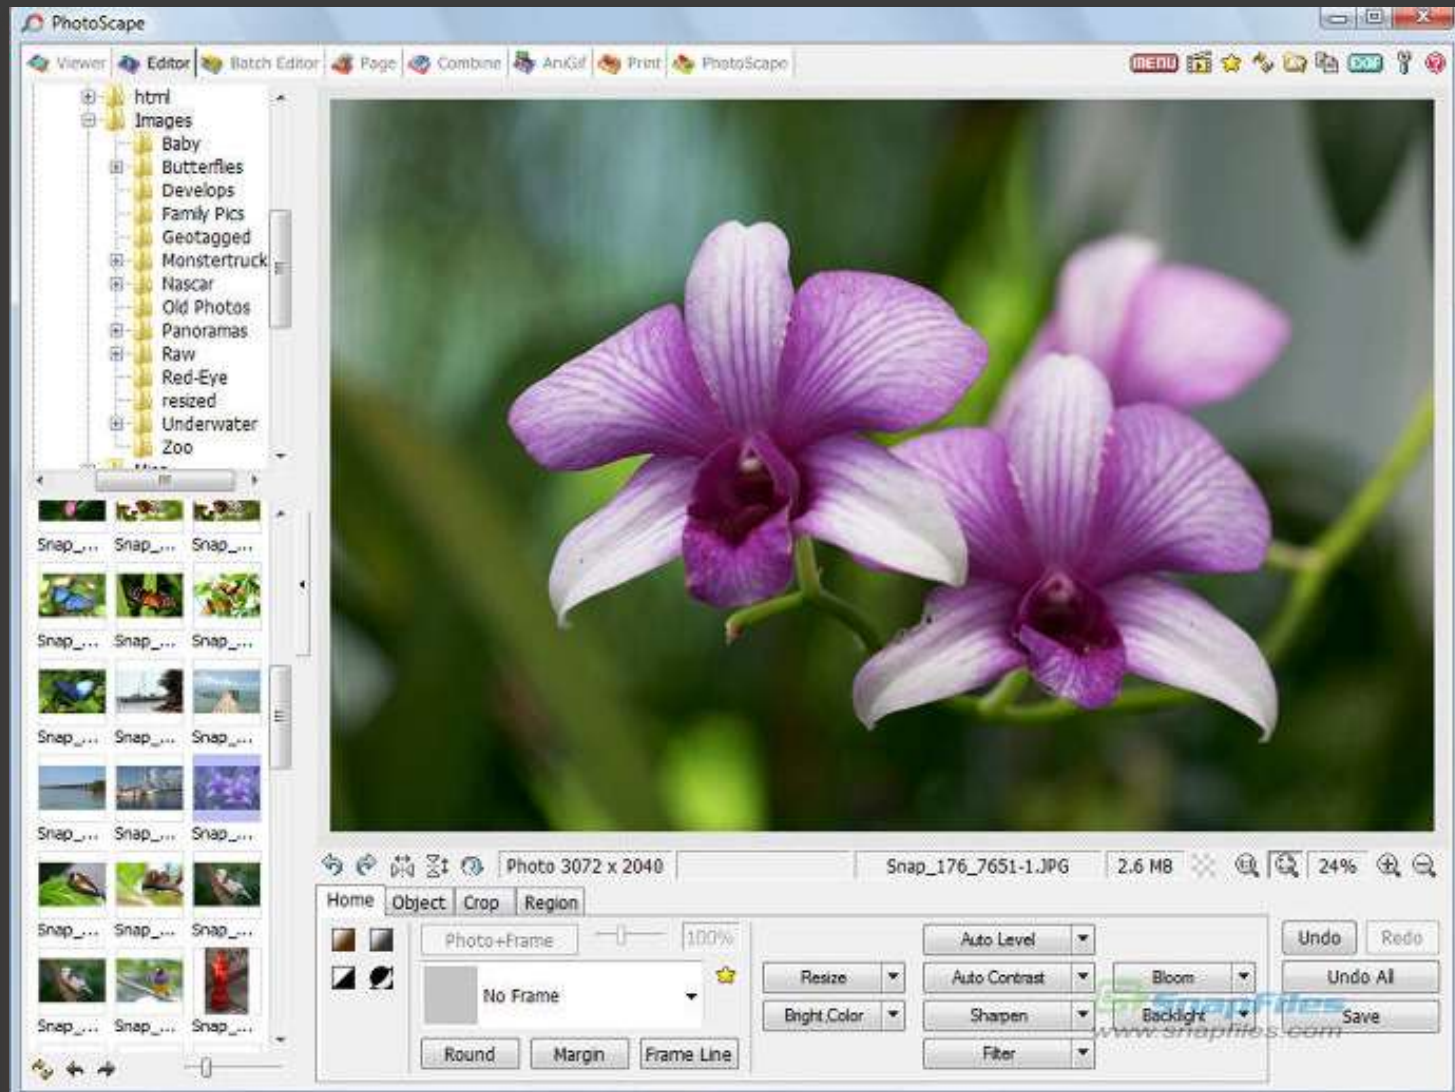 PhotoScape
Viewer Editor Batch Editor Page Combine AniGif Print PhotoScape
MENU
html
Images
Baby
Butterflies
Develops
Family Pics
Geotagged
Monstertruck
Nascar
Old Photos
Panoramas
Raw
Red-Eye
resized
Underwater
Zoo
Snap_... Snap_... Snap_...
Snap_... Snap_... Snap_...
Snap_... Snap_... Snap_...
Snap_... Snap_... Snap_...
Snap_... Snap_... Snap_...
Snap_... Snap_... Snap_...
Photo 3072 x 2040 Snap_176_7651-1.JPG 2.6 MB 24%
Home Object Crop Region
Photo+Frame 100% Auto Level Undo Redo
No Frame Resize Auto Contrast Bloom Undo All
Bright,Color Sharpen Backlight Save
Round Margin Frame Line Filter
SnapFiles
www.snapfiles.com